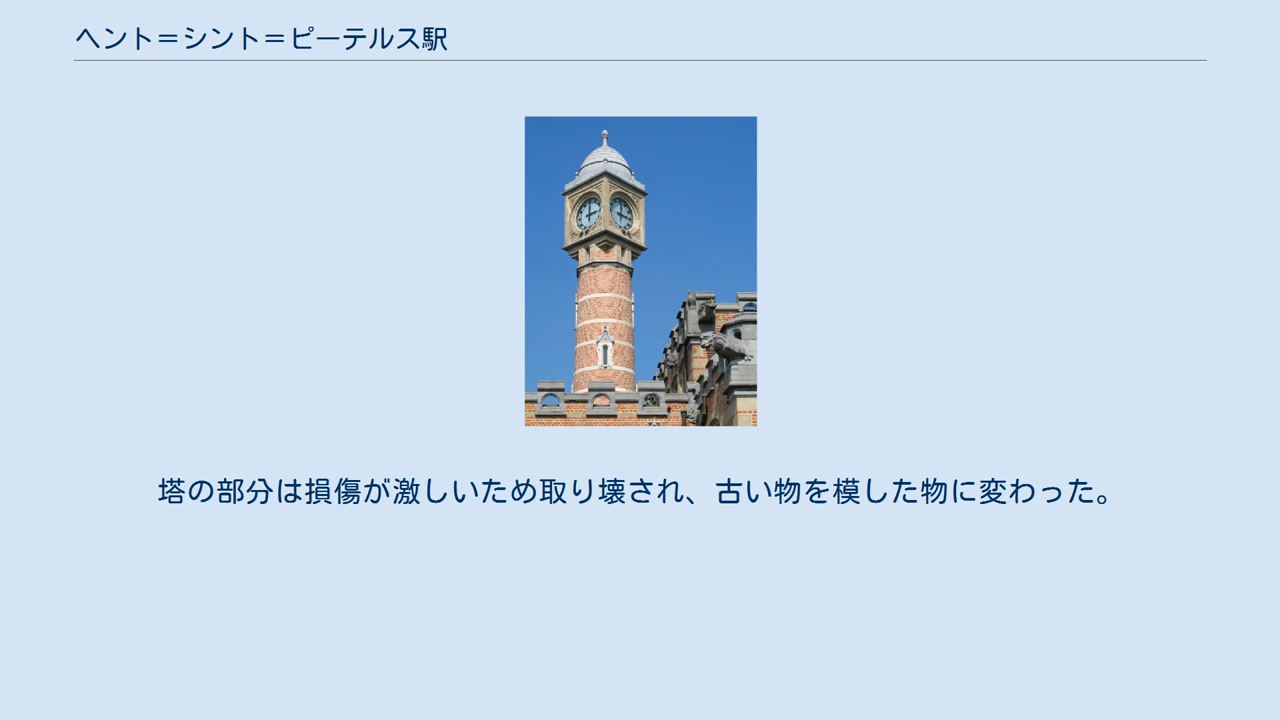 ヘント＝シント＝ピーテルス駅
塔の部分は損傷が激しいため取り壊され、古い物を模した物に変わった。